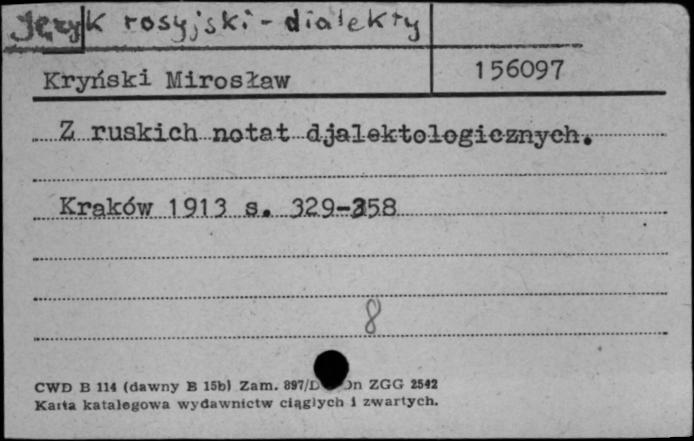 Język rosyjski - dialekty
Kryński Mirosław 156097
Z ruskich notat djalektologicznych.
Kraków 1913 s. 329-358
8
CWD B 114 (dawny B 15b) Zam. 897/D ZGG 2542
Karta katalogowa wydawnictw ciągłych i zwartych.